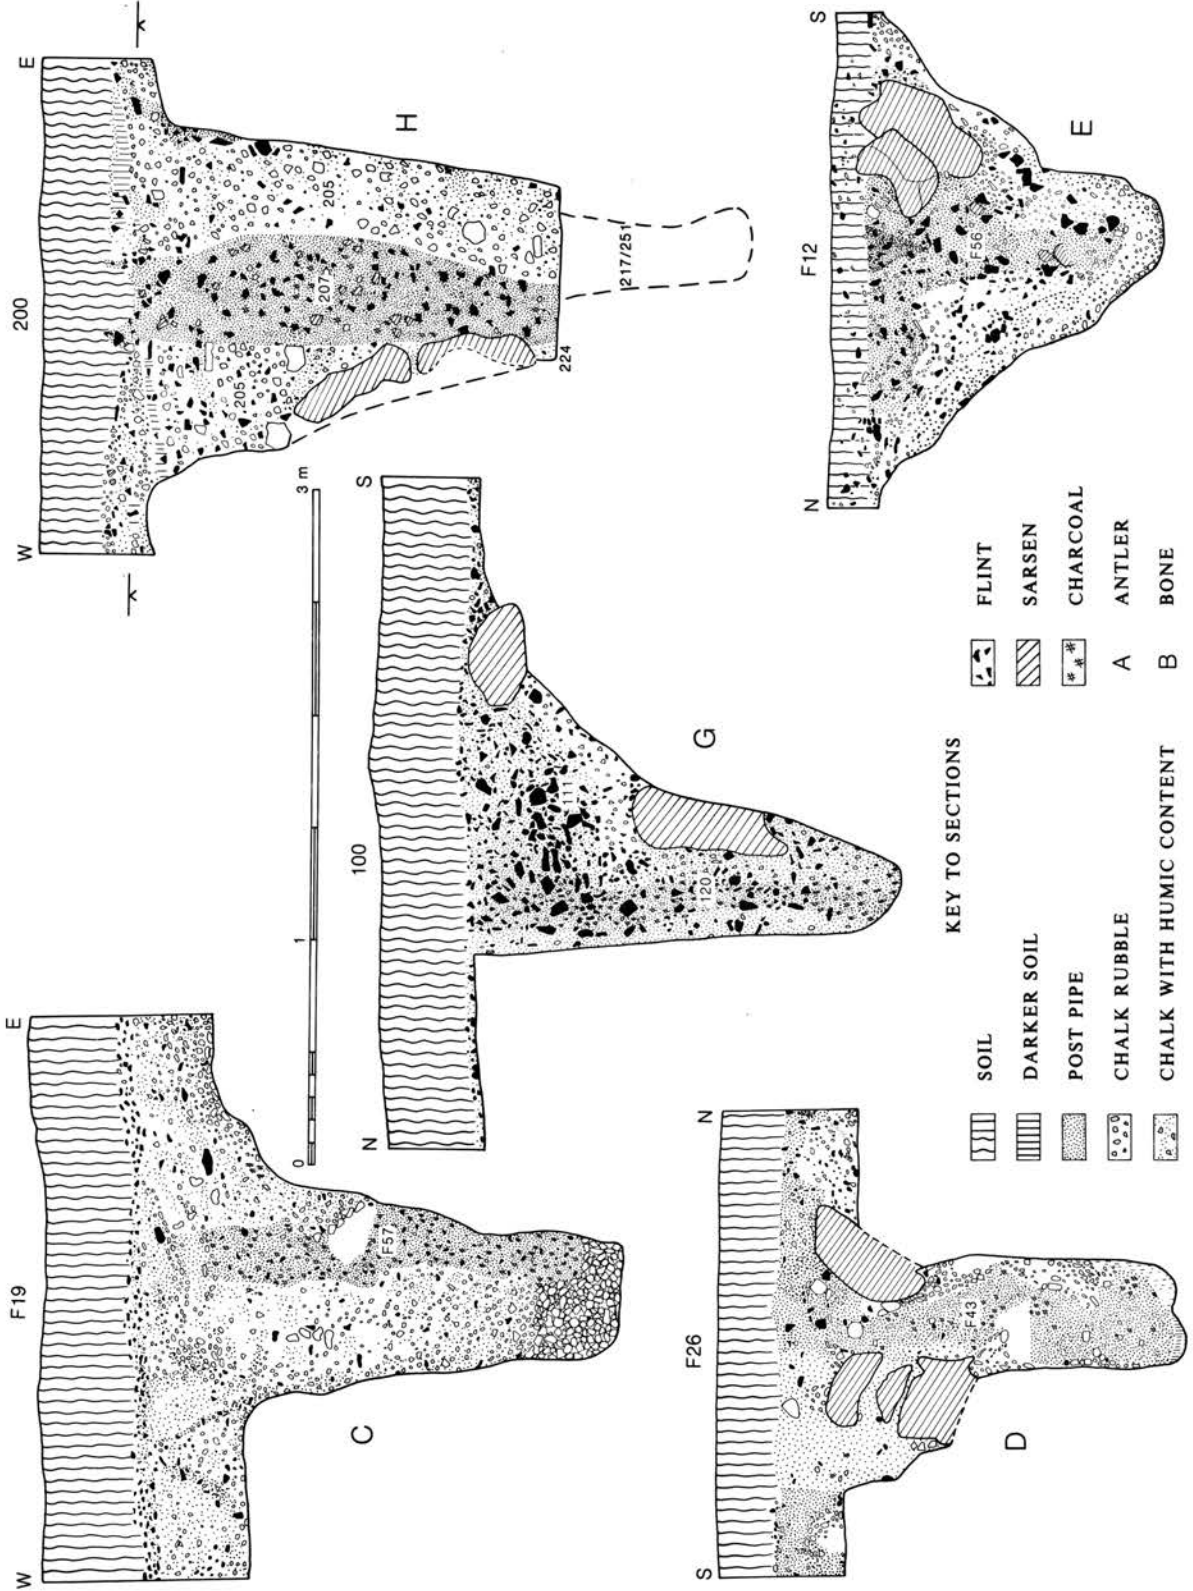 F19
W E
F57
C
0 1 3 m
200
W E
205 207 205
224
217/251
H
100
N S
111
120
G
F26
S N
F43
D
F12
N S
F56
E
KEY TO SECTIONS
SOIL
DARKER SOIL
POST PIPE
CHALK RUBBLE
CHALK WITH HUMIC CONTENT
FLINT
SARSEN
CHARCOAL
A ANTLER
B BONE